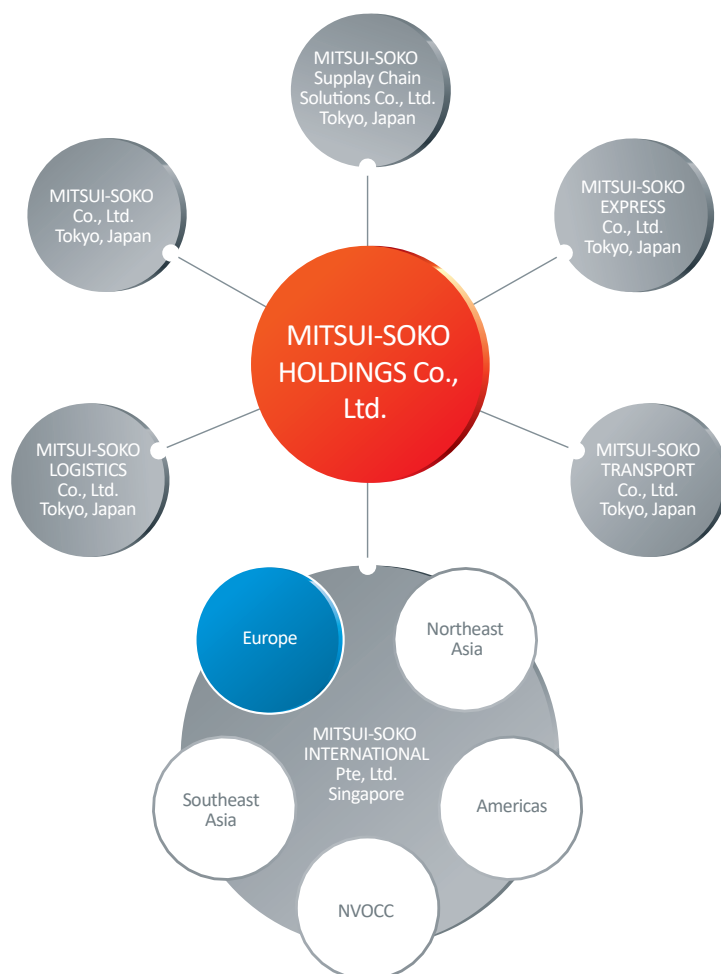 MITSUI-SOKO
Supplay Chain
Solutions Co., Ltd.
Tokyo, Japan
MITSUI-SOKO
Co., Ltd.
Tokyo, Japan
MITSUI-SOKO
EXPRESS
Co., Ltd.
Tokyo, Japan
MITSUI-SOKO
HOLDINGS Co.,
Ltd.
MITSUI-SOKO
LOGISTICS
Co., Ltd.
Tokyo, Japan
MITSUI-SOKO
TRANSPORT
Co., Ltd.
Tokyo, Japan
Europe
Northeast
Asia
MITSUI-SOKO
INTERNATIONAL
Pte, Ltd.
Singapore
Southeast
Asia
Americas
NVOCC